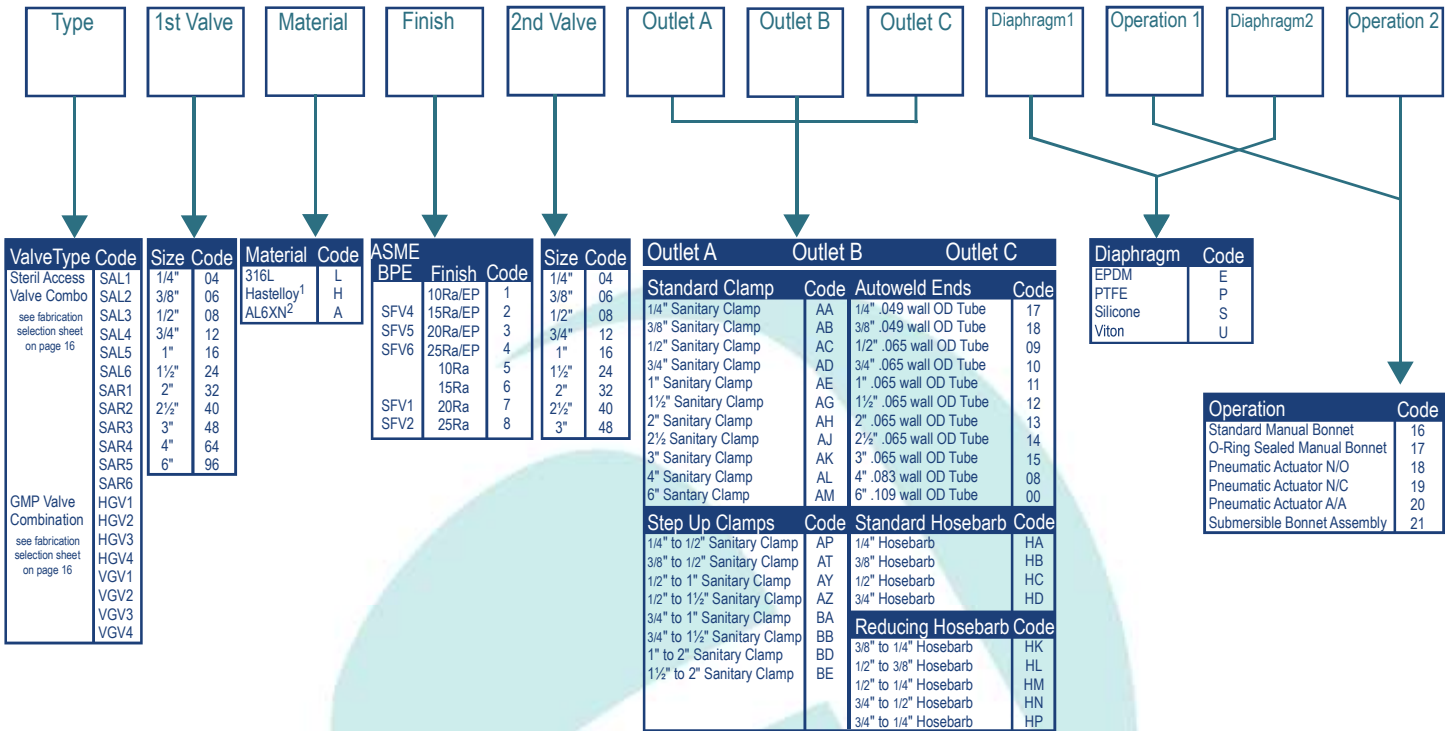 Type 1st Valve Material Finish 2nd Valve Outlet A Outlet B Outlet C Diaphragm1 Operation 1 Diaphragm2 Operation 2
ValveType Code
Steril Access SAL1
Valve Combo SAL2
see fabrication SAL3
selection sheet SAL4
on page 16 SAL5
SAL6
SAR1
SAR2
SAR3
SAR4
SAR5
SAR6
GMP Valve HGV1
Combination HGV2
see fabrication HGV3
selection sheet HGV4
on page 16 VGV1
VGV2
VGV3
VGV4
Size Code
1/4" 04
3/8" 06
1/2" 08
3/4" 12
1" 16
1½" 24
2" 32
2½" 40
3" 48
4" 64
6" 96
Material Code
316L L
Hastelloy1 H
AL6XN2 A
ASME
BPE Finish Code
10Ra/EP 1
SFV4 15Ra/EP 2
SFV5 20Ra/EP 3
SFV6 25Ra/EP 4
10Ra 5
15Ra 6
SFV1 20Ra 7
SFV2 25Ra 8
Size Code
1/4" 04
3/8" 06
1/2" 08
3/4" 12
1" 16
1½" 24
2" 32
2½" 40
3" 48
Outlet A Outlet B Outlet C
Standard Clamp Code
1/4" Sanitary Clamp AA
3/8" Sanitary Clamp AB
1/2" Sanitary Clamp AC
3/4" Sanitary Clamp AD
1" Sanitary Clamp AE
1½" Sanitary Clamp AG
2" Sanitary Clamp AH
2½ Sanitary Clamp AJ
3" Sanitary Clamp AK
4" Sanitary Clamp AL
6" Santary Clamp AM
Autoweld Ends Code
1/4" .049 wall OD Tube 17
3/8" .049 wall OD Tube 18
1/2" .065 wall OD Tube 09
3/4" .065 wall OD Tube 10
1" .065 wall OD Tube 11
1½" .065 wall OD Tube 12
2" .065 wall OD Tube 13
2½" .065 wall OD Tube 14
3" .065 wall OD Tube 15
4" .083 wall OD Tube 08
6" .109 wall OD Tube 00
Step Up Clamps Code
1/4" to 1/2" Sanitary Clamp AP
3/8" to 1/2" Sanitary Clamp AT
1/2" to 1" Sanitary Clamp AY
1/2" to 1½" Sanitary Clamp AZ
3/4" to 1" Sanitary Clamp BA
3/4" to 1½" Sanitary Clamp BB
1" to 2" Sanitary Clamp BD
1½" to 2" Sanitary Clamp BE
Standard Hosebarb Code
1/4" Hosebarb HA
3/8" Hosebarb HB
1/2" Hosebarb HC
3/4" Hosebarb HD
Reducing Hosebarb Code
3/8" to 1/4" Hosebarb HK
1/2" to 3/8" Hosebarb HL
1/2" to 1/4" Hosebarb HM
3/4" to 1/2" Hosebarb HN
3/4" to 1/4" Hosebarb HP
Diaphragm Code
EPDM E
PTFE P
Silicone S
Viton U
Operation Code
Standard Manual Bonnet 16
O-Ring Sealed Manual Bonnet 17
Pneumatic Actuator N/O 18
Pneumatic Actuator N/C 19
Pneumatic Actuator A/A 20
Submersible Bonnet Assembly 21